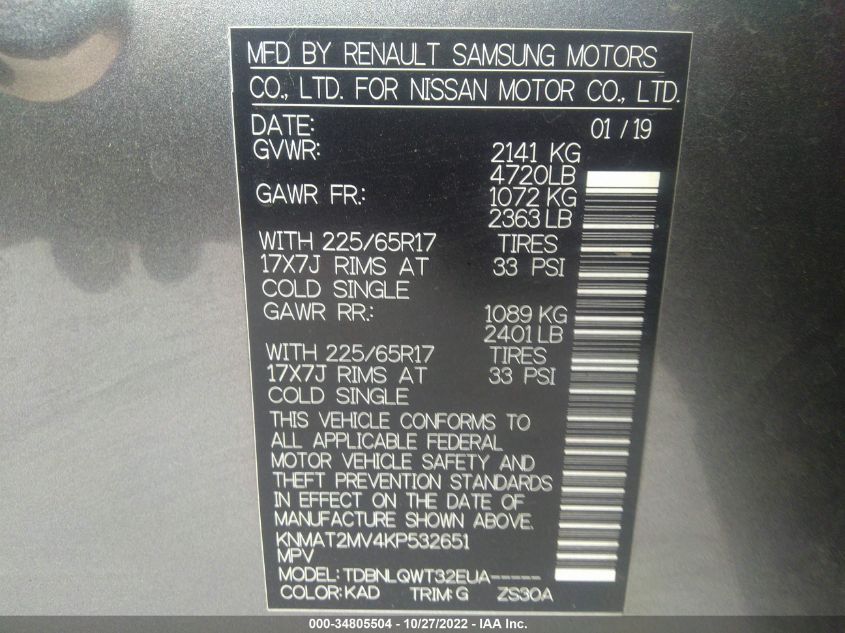 MFD BY RENAULT SAMSUNG MOTORS
CO., LTD. FOR NISSAN MOTOR CO., LTD.
DATE: 01 / 19
GVWR: 2141 KG
4720LB
GAWR FR.: 1072 KG
2363 LB
WITH 225/65R17 TIRES
17X7J RIMS AT 33 PSI
COLD SINGLE
GAWR RR.: 1089 KG
2401 LB
WITH 225/65R17 TIRES
17X7J RIMS AT 33 PSI
COLD SINGLE
THIS VEHICLE CONFORMS TO
ALL APPLICABLE FEDERAL
MOTOR VEHICLE SAFETY AND
THEFT PREVENTION STANDARDS
IN EFFECT ON THE DATE OF
MANUFACTURE SHOWN ABOVE.
KNMAT2MV4KP532651
MPV
MODEL: TDBNLQWT32EUA-----
COLOR: KAD TRIM: G ZS30A
000-34805504 - 10/27/2022 - IAA Inc.